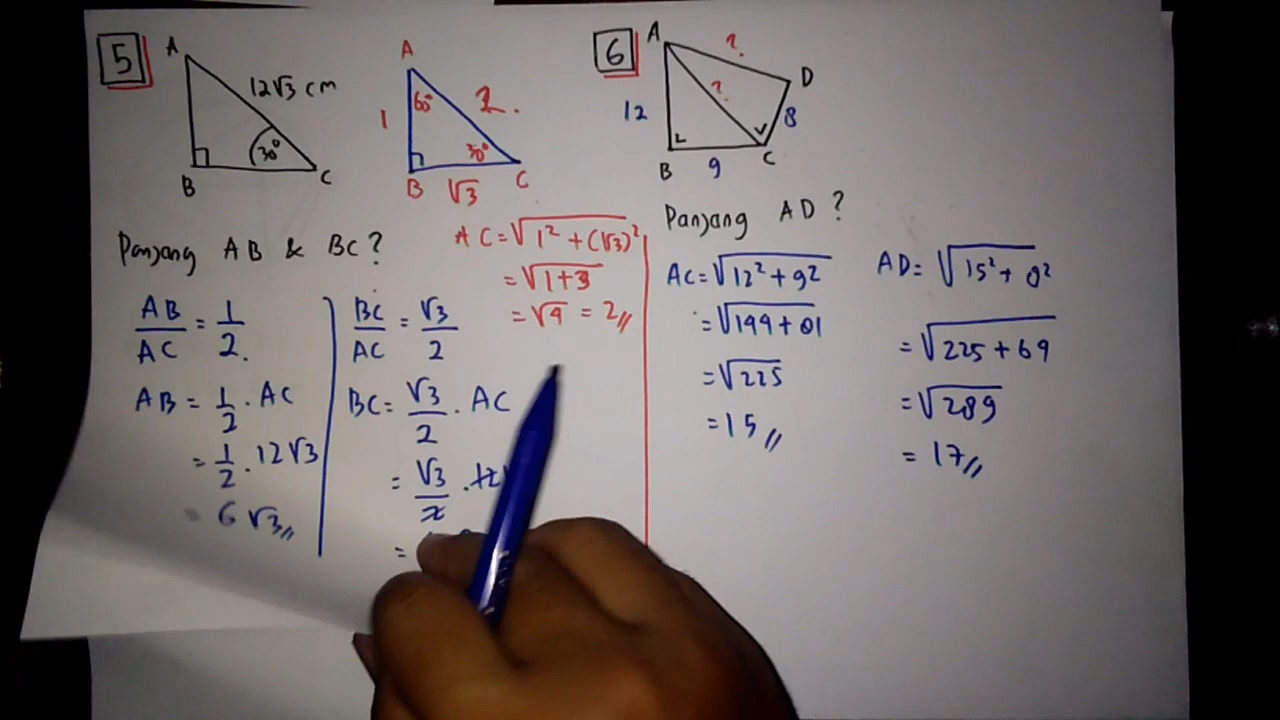 5
A
12√3 cm
30°
B
C
A
60°
1
2.
30°
B
√3
C
Panjang AB & BC?
AC = √1² + (√3)²
= √1 + 3
= √4 = 2 //
AB/AC = 1/2.
AB = 1/2 . AC
= 1/2 . 12√3
= 6√3 //
BC/AC = √3/2
BC = √3/2 . AC
= √3/2 . 12
=
6
A
?
D
12
?
8
B
9
C
Panjang AD?
AC = √12² + 9²
= √144 + 81
= √225
= 15 //
AD = √15² + 8²
= √225 + 64
= √289
= 17 //